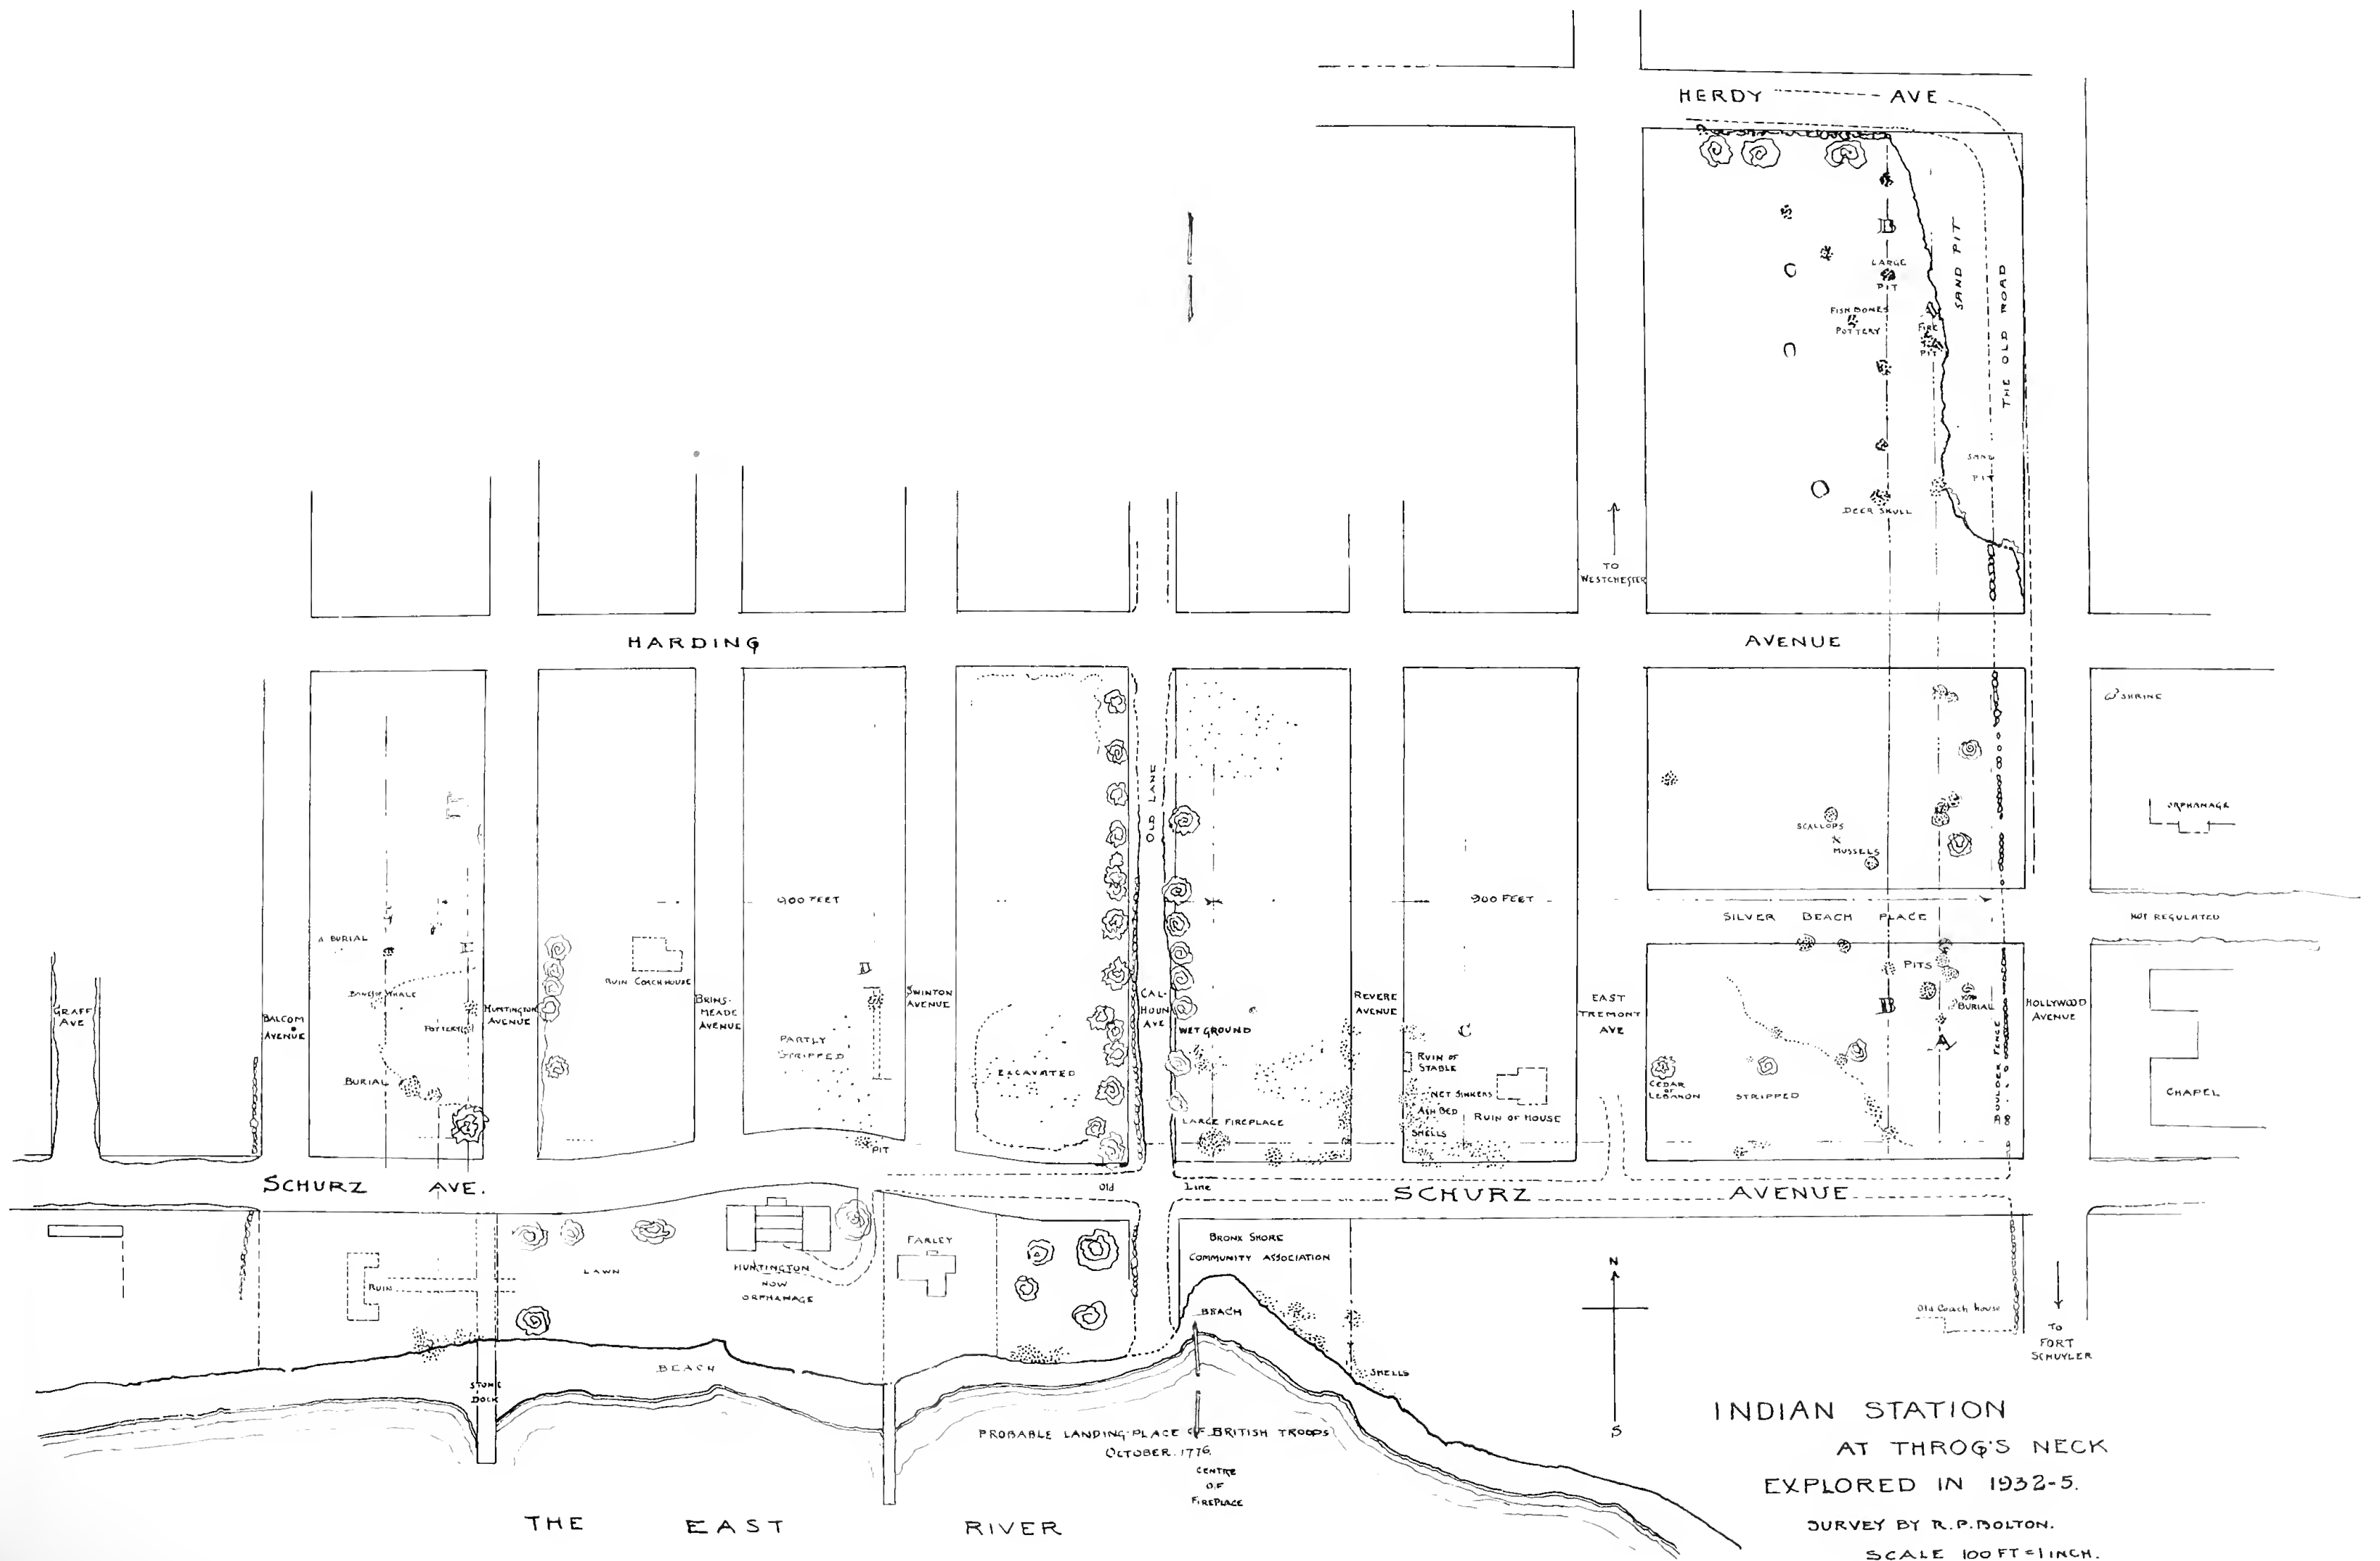 HERDY AVE
LARGE
PIT
FISH BONES
POTTERY
FIRE
PIT
SAND PIT
THE OLD ROAD
SAND
PIT
DEER SKULL
TO
WESTCHESTER
HARDING AVENUE
SHRINE
ORPHANAGE
OLD LANE
SCALLOPS
MUSSELS
900 FEET
900 FEET
SILVER BEACH PLACE
NOT REGULATED
A BURIAL
E
RUIN COACH HOUSE
D
PITS
BURIAL
B
A
POTTERY
GRAFF
AVE
BALCOM
AVENUE
HUNTINGTON
AVENUE
BRINS-
MEADE
AVENUE
SWINTON
AVENUE
CAL-
HOUN
AVE
WET GROUND
REVERE
AVENUE
C
EAST
TREMONT
AVE
HOLLYWOOD
AVENUE
PARTLY
STRIPPED
EXCAVATED
BURIAL
RUIN OF
STABLE
NET SINKERS
ASH BED
RUIN OF HOUSE
SHELLS
LARGE FIREPLACE
CEDAR
OF
LEBANON
STRIPPED
BOULDER FENCE
CHAPEL
PIT
SCHURZ AVE.
Old Line
SCHURZ AVENUE
RUIN
LAWN
HUNTINGTON
NOW
ORPHANAGE
FARLEY
BRONX SHORE
COMMUNITY ASSOCIATION
BEACH
N
S
Old Coach house
TO
FORT
SCHUYLER
BEACH
STONE
DOCK
SHELLS
PROBABLE LANDING PLACE OF BRITISH TROOPS
OCTOBER. 1776.
CENTRE
OF
FIREPLACE
THE EAST RIVER
INDIAN STATION
AT THROG'S NECK
EXPLORED IN 1932-5.
SURVEY BY R.P. BOLTON.
SCALE 100 FT = 1 INCH.